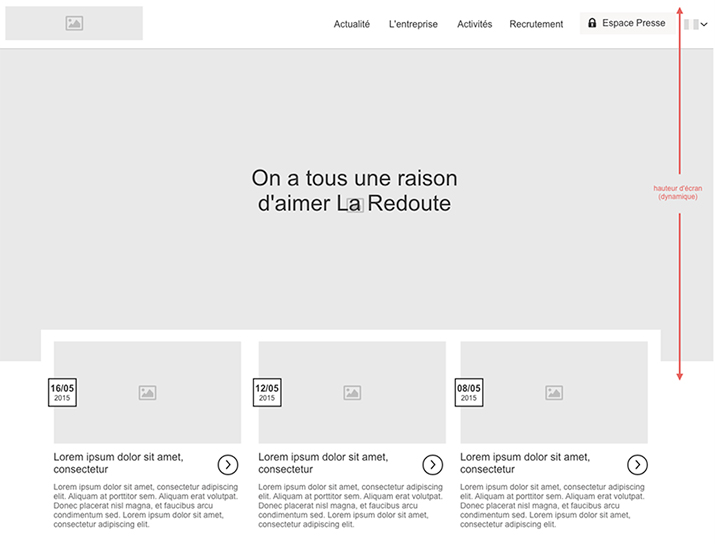 Actualité L'entreprise Activités Recrutement Espace Presse
On a tous une raison
d'aimer La Redoute
hauteur d'écran
(dynamique)
16/05
2015
Lorem ipsum dolor sit amet,
consectetur
Lorem ipsum dolor sit amet, consectetur adipiscing
elit. Aliquam at porttitor sem. Aliquam erat volutpat.
Donec placerat nisl magna, et faucibus arcu
condimentum sed. Lorem ipsum dolor sit amet,
consectetur adipiscing elit.
12/05
2015
Lorem ipsum dolor sit amet,
consectetur
Lorem ipsum dolor sit amet, consectetur adipiscing
elit. Aliquam at porttitor sem. Aliquam erat volutpat.
Donec placerat nisl magna, et faucibus arcu
condimentum sed. Lorem ipsum dolor sit amet,
consectetur adipiscing elit.
08/05
2015
Lorem ipsum dolor sit amet,
consectetur
Lorem ipsum dolor sit amet, consectetur adipiscing
elit. Aliquam at porttitor sem. Aliquam erat volutpat.
Donec placerat nisl magna, et faucibus arcu
condimentum sed. Lorem ipsum dolor sit amet,
consectetur adipiscing elit.